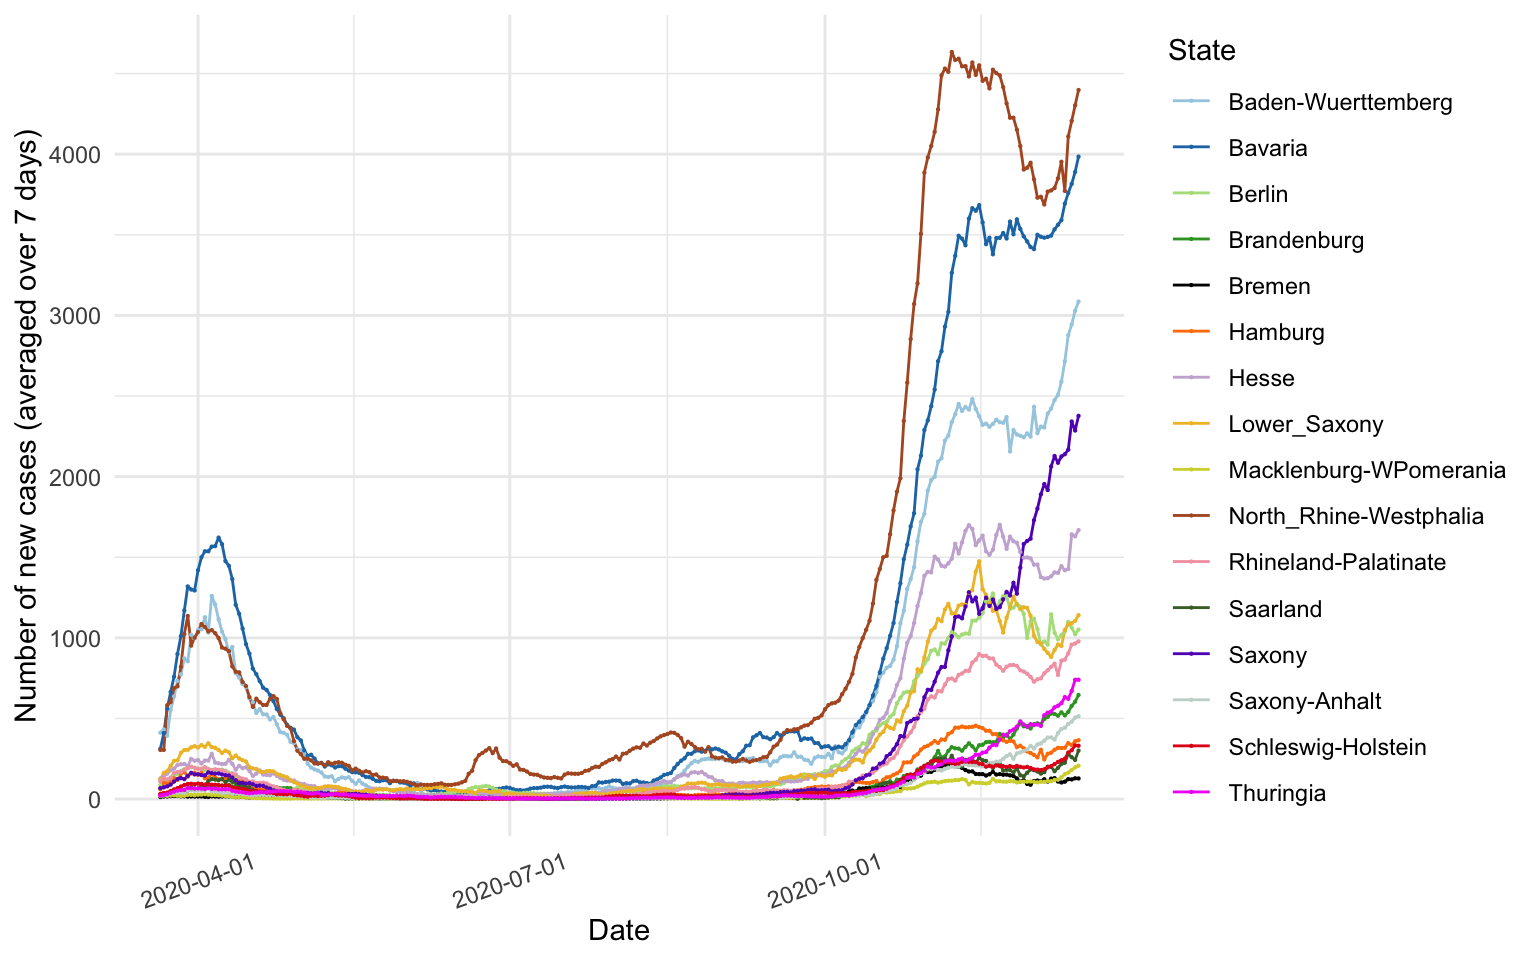 Number of new cases (averaged over 7 days)
4000
3000
2000
1000
0
2020-04-01
2020-07-01
2020-10-01
Date
State
Baden-Wuerttemberg
Bavaria
Berlin
Brandenburg
Bremen
Hamburg
Hesse
Lower_Saxony
Macklenburg-WPomerania
North_Rhine-Westphalia
Rhineland-Palatinate
Saarland
Saxony
Saxony-Anhalt
Schleswig-Holstein
Thuringia